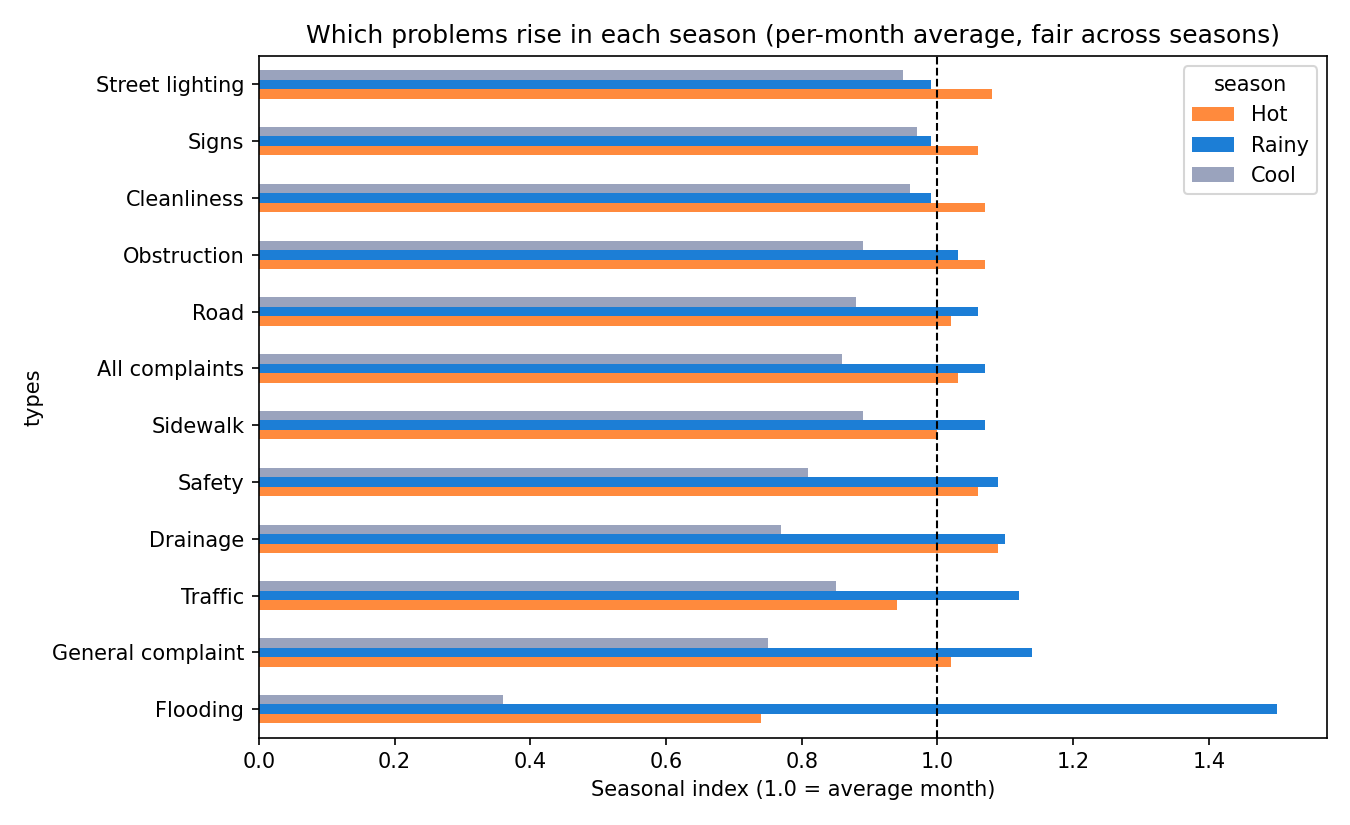 Which problems rise in each season (per-month average, fair across seasons)
season
Hot
Rainy
Cool
types
Street lighting
Signs
Cleanliness
Obstruction
Road
All complaints
Sidewalk
Safety
Drainage
Traffic
General complaint
Flooding
0.0 0.2 0.4 0.6 0.8 1.0 1.2 1.4
Seasonal index (1.0 = average month)